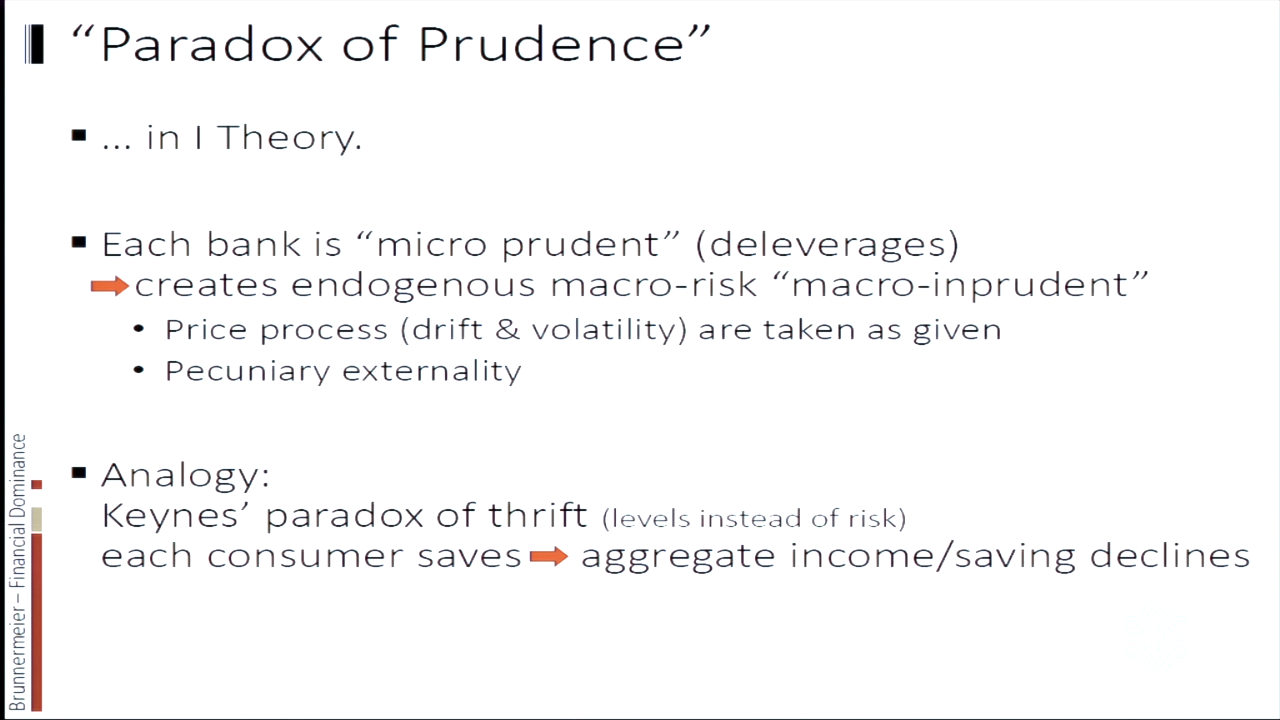 “Paradox of Prudence”
… in I Theory.
Each bank is “micro prudent” (deleverages)
creates endogenous macro-risk “macro-inprudent”
Price process (drift & volatility) are taken as given
Pecuniary externality
Analogy:
Keynes’ paradox of thrift (levels instead of risk)
each consumer saves aggregate income/saving declines
Brunnermeier – Financial Dominance